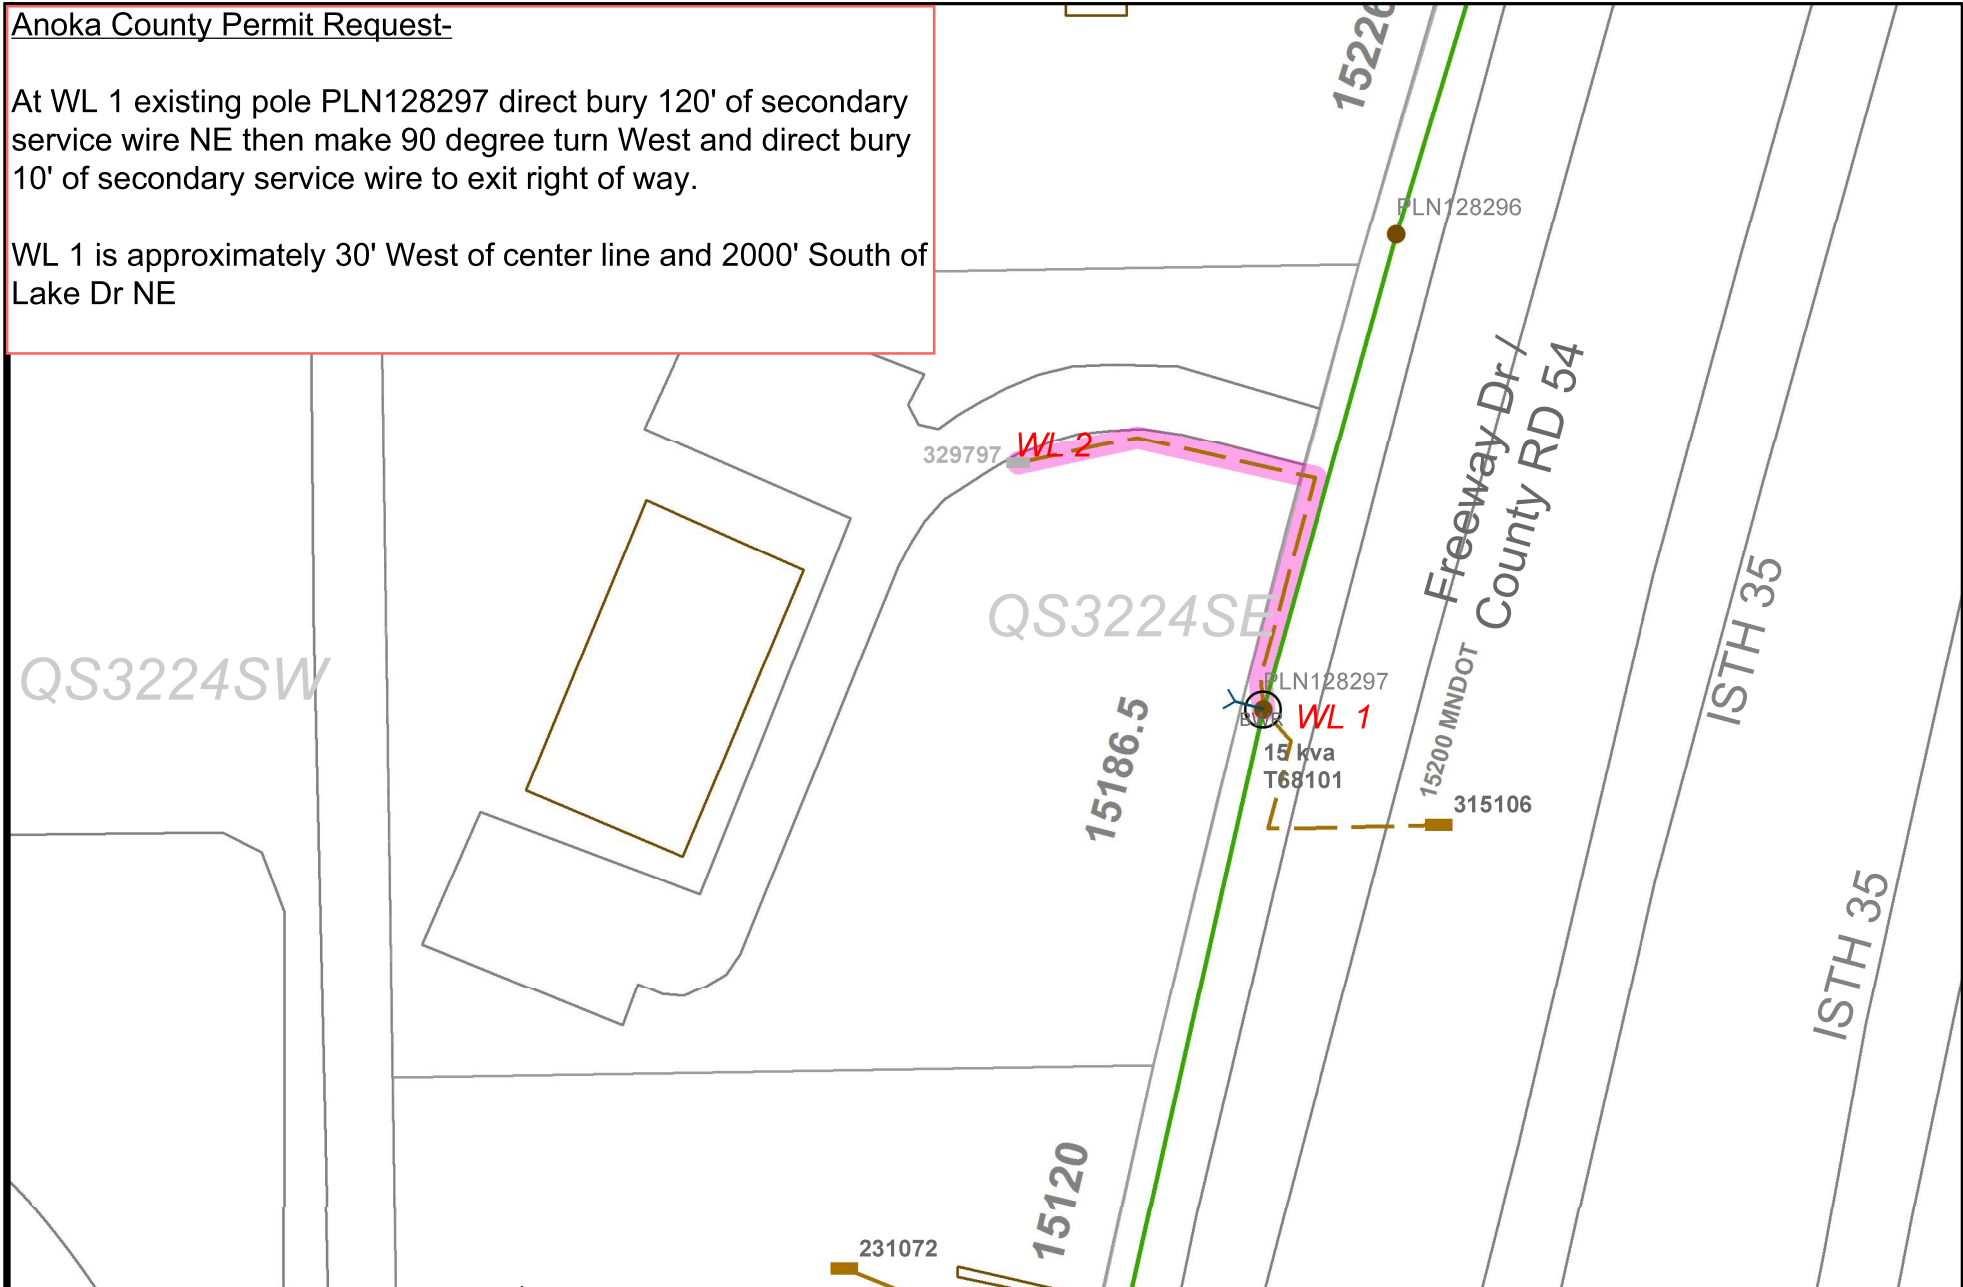 Anoka County Permit Request-
At WL 1 existing pole PLN128297 direct bury 120' of secondary
service wire NE then make 90 degree turn West and direct bury
10' of secondary service wire to exit right of way.
WL 1 is approximately 30' West of center line and 2000' South of
Lake Dr NE
15226
PLN128296
Freeway Dr /
County RD 54
329797
WL 2
QS3224SE
QS3224SW
ISTH 35
PLN128297
BWR
WL 1
15 kva
T68101
15200 MNDOT
315106
15186.5
ISTH 35
15120
231072